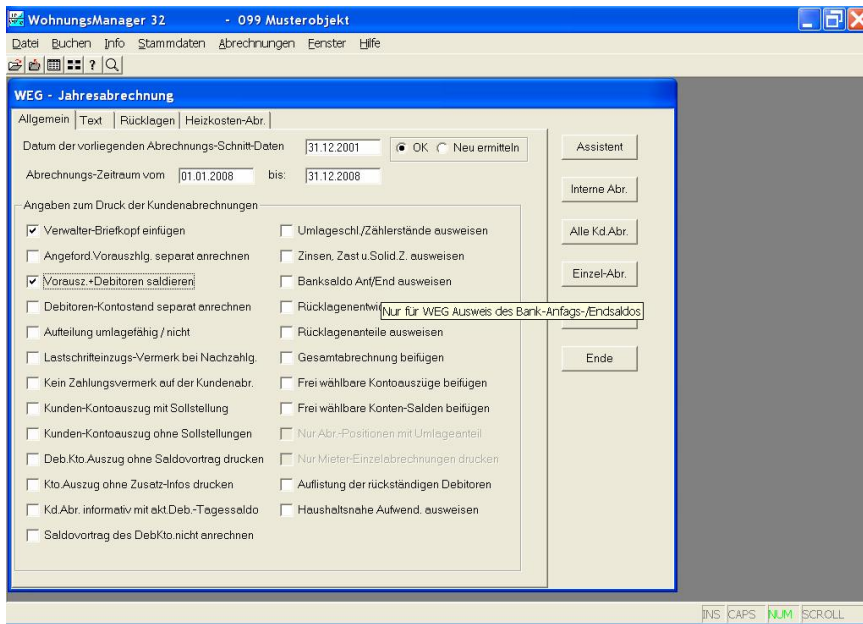 WohnungsManager 32 - 099 Musterobjekt
Datei Buchen Info Stammdaten Abrechnungen Fenster Hilfe
WEG - Jahresabrechnung
Allgemein Text Rücklagen Heizkosten-Abr.
Datum der vorliegenden Abrechnungs-Schnitt-Daten 31.12.2001 OK Neu ermitteln
Abrechnungs-Zeitraum vom 01.01.2008 bis: 31.12.2008
Angaben zum Druck der Kundenabrechnungen
Verwalter-Briefkopf einfügen
Angeford.Vorauszhlg. separat anrechnen
Vorausz.+Debitoren saldieren
Debitoren-Kontostand separat anrechnen
Aufteilung umlagefähig / nicht
Lastschrifteinzugs-Vermerk bei Nachzahlg.
Kein Zahlungsvermerk auf der Kundenabr.
Kunden-Kontoauszug mit Sollstellung
Kunden-Kontoauszug ohne Sollstellungen
Deb.Kto.Auszug ohne Saldovortrag drucken
Kto.Auszug ohne Zusatz-Infos drucken
Kd.Abr. informativ mit akt.Deb.-Tagessaldo
Saldovortrag des DebKto.nicht anrechnen
Umlageschl./Zählerstände ausweisen
Zinsen, Zast u.Solid.Z. ausweisen
Banksaldo Anf/End ausweisen
Rücklagenentwi
Nur für WEG Ausweis des Bank-Anfags-/Endsaldos
Rücklagenanteile ausweisen
Gesamtabrechnung beifügen
Frei wählbare Kontoauszüge beifügen
Frei wählbare Konten-Salden beifügen
Nur Abr.-Positionen mit Umlageanteil
Nur Mieter-Einzelabrechnungen drucken
Auflistung der rückständigen Debitoren
Haushaltsnahe Aufwend. ausweisen
Assistent
Interne Abr.
Alle Kd.Abr.
Einzel-Abr.
Ende
INS CAPS NUM SCROLL